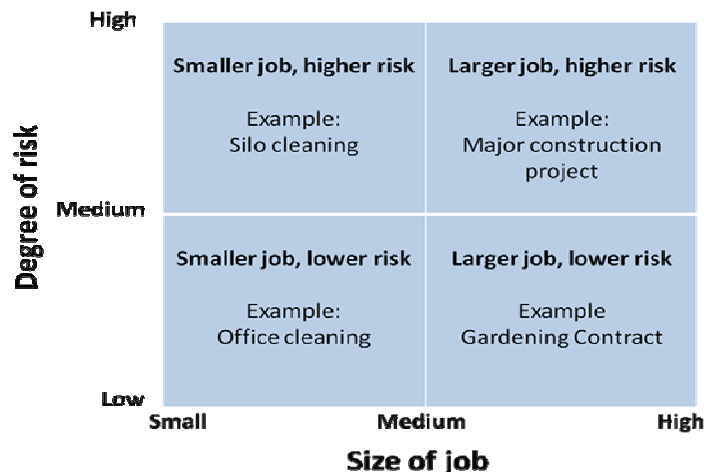 High
Smaller job, higher risk
Example:
Silo cleaning
Larger job, higher risk
Example:
Major construction
project
Degree of risk
Medium
Smaller job, lower risk
Example:
Office cleaning
Larger job, lower risk
Example
Gardening Contract
Low
Small
Medium
High
Size of job